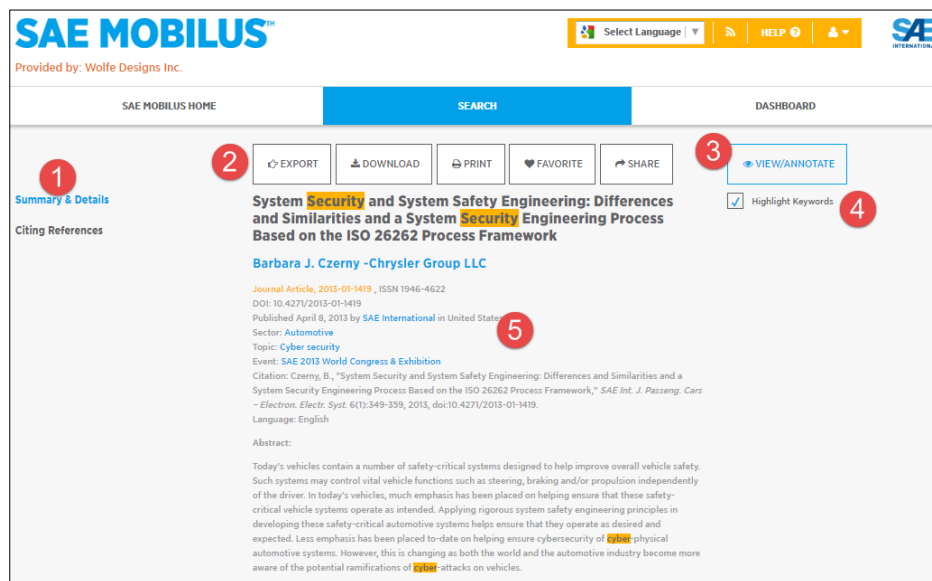 SAE MOBILUS™
Select Language ▼
HELP
SAE
INTERNATIONAL
Provided by: Wolfe Designs Inc.
SAE MOBILUS HOME
SEARCH
DASHBOARD
1
Summary & Details
Citing References
2
EXPORT
DOWNLOAD
PRINT
FAVORITE
SHARE
3
VIEW/ANNOTATE
Highlight Keywords
4
System Security and System Safety Engineering: Differences
and Similarities and a System Security Engineering Process
Based on the ISO 26262 Process Framework
Barbara J. Czerny -Chrysler Group LLC
Journal Article, 2013-01-1419 , ISSN 1946-4622
DOI: 10.4271/2013-01-1419
Published April 8, 2013 by SAE International in United States
5
Sector: Automotive
Topic: Cyber security
Event: SAE 2013 World Congress & Exhibition
Citation: Czerny, B., "System Security and System Safety Engineering: Differences and Similarities and a
System Security Engineering Process Based on the ISO 26262 Process Framework," SAE Int. J. Passeng. Cars
– Electron. Electr. Syst. 6(1):349-359, 2013, doi:10.4271/2013-01-1419.
Language: English
Abstract:
Today's vehicles contain a number of safety-critical systems designed to help improve overall vehicle safety.
Such systems may control vital vehicle functions such as steering, braking and/or propulsion independently
of the driver. In today's vehicles, much emphasis has been placed on helping ensure that these safety-
critical vehicle systems operate as intended. Applying rigorous system safety engineering principles in
developing these safety-critical automotive systems helps ensure that they operate as desired and
expected. Less emphasis has been placed to-date on helping ensure cybersecurity of cyber-physical
automotive systems. However, this is changing as both the world and the automotive industry become more
aware of the potential ramifications of cyber-attacks on vehicles.